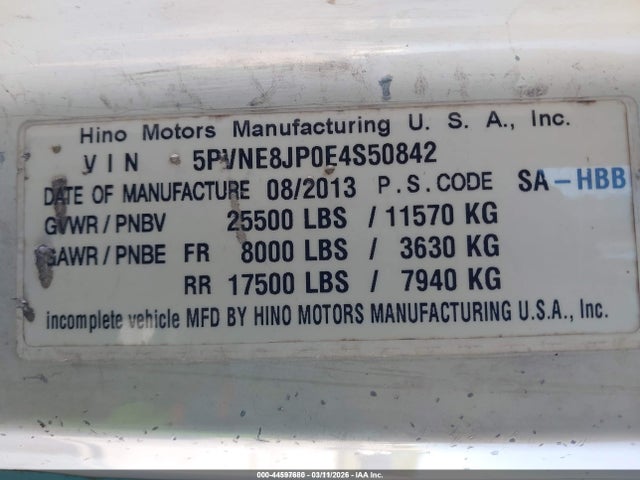 Hino Motors Manufacturing U. S. A., Inc.
VIN 5PVNE8JP0E4S50842
DATE OF MANUFACTURE 08/2013 P.S.CODE SA-HBB
GVWR / PNBV 25500 LBS / 11570 KG
GAWR / PNBE FR 8000 LBS / 3630 KG
RR 17500 LBS / 7940 KG
incomplete vehicle MFD BY HINO MOTORS MANUFACTURING U.S.A., Inc.
000-44597686 - 03/11/2026 - IAA Inc.